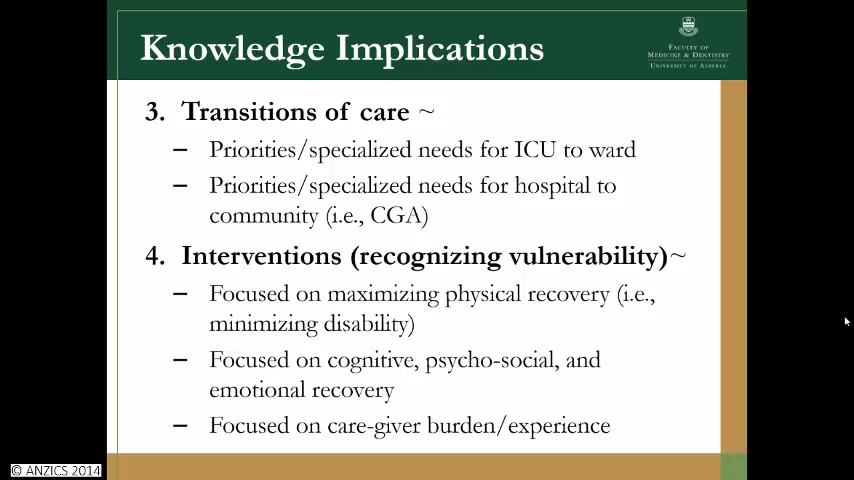 Knowledge Implications
FACULTY OF
MEDICINE & DENTISTRY
UNIVERSITY OF ALBERTA
3. Transitions of care ~
– Priorities/specialized needs for ICU to ward
– Priorities/specialized needs for hospital to
community (i.e., CGA)
4. Interventions (recognizing vulnerability)~
– Focused on maximizing physical recovery (i.e.,
minimizing disability)
– Focused on cognitive, psycho-social, and
emotional recovery
– Focused on care-giver burden/experience
© ANZICS 2014